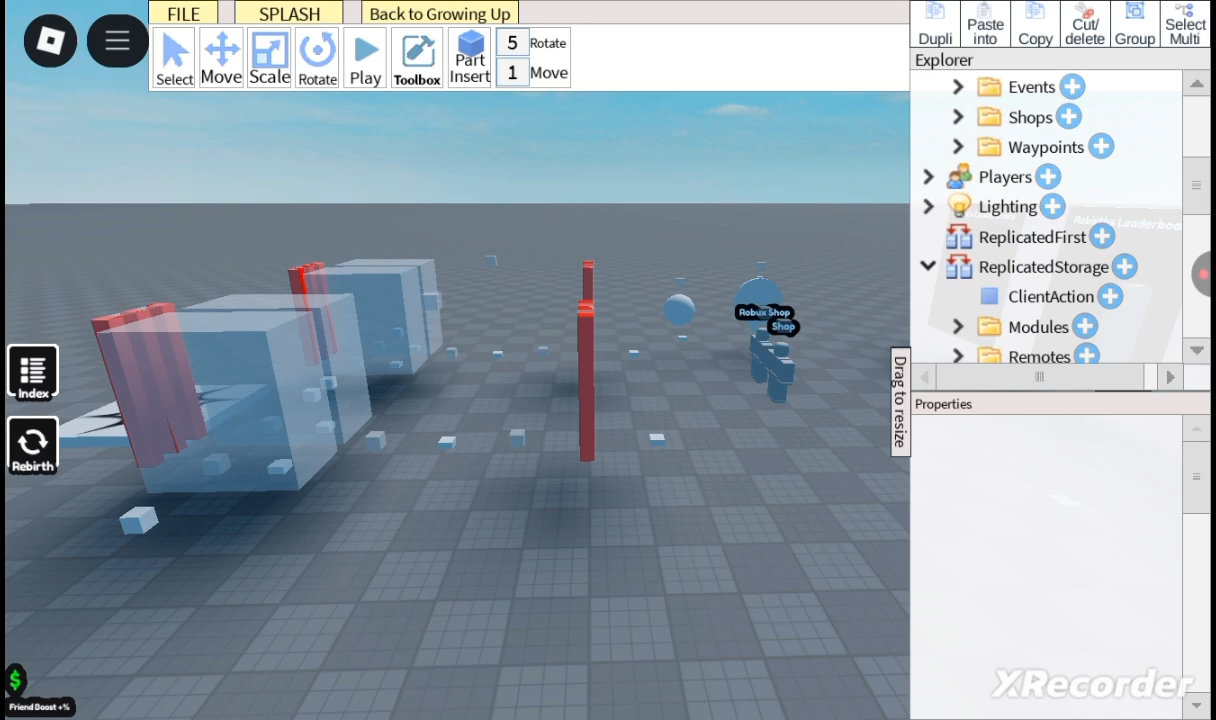 FILE
SPLASH
Back to Growing Up
Select
Move
Scale
Rotate
Play
Toolbox
Part
Insert
5 Rotate
1 Move
Dupli
Paste
into
Copy
Cut/
delete
Group
Select
Multi
Explorer
Events
Shops
Waypoints
Players
Lighting
Rebirths Leaderboa
ReplicatedFirst
ReplicatedStorage
ClientAction
Modules
Remotes
Drag to resize
Properties
Robux Shop
Shop
Index
Rebirth
$
Friend Boost +%
XRecorder